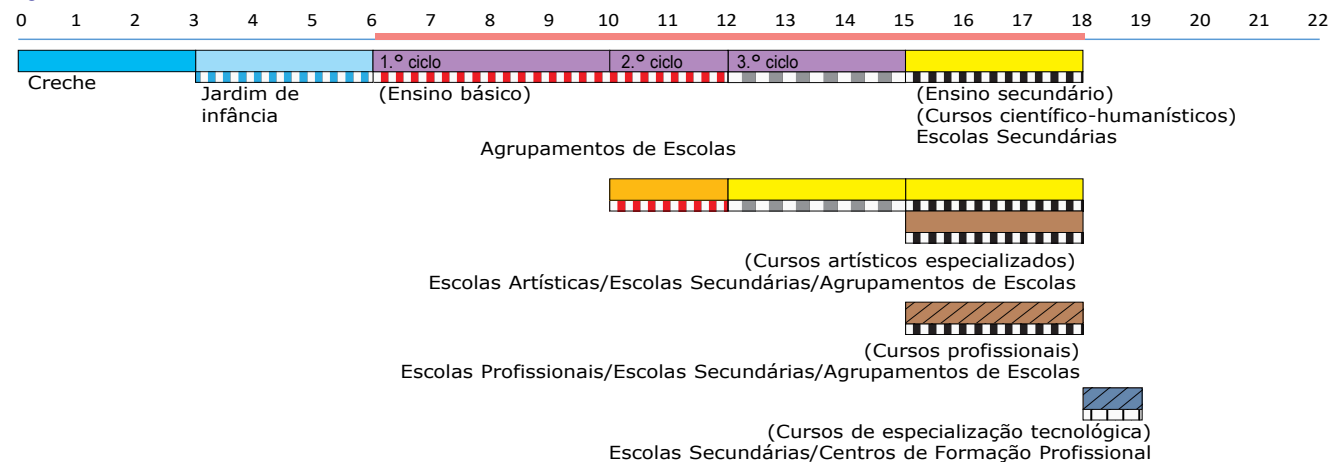 0 1 2 3 4 5 6 7 8 9 10 11 12 13 14 15 16 17 18 19 20 21 22
1.º ciclo 2.º ciclo 3.º ciclo
Creche
Jardim de
infância
(Ensino básico)
(Ensino secundário)
(Cursos científico-humanísticos)
Escolas Secundárias
Agrupamentos de Escolas
(Cursos artísticos especializados)
Escolas Artísticas/Escolas Secundárias/Agrupamentos de Escolas
(Cursos profissionais)
Escolas Profissionais/Escolas Secundárias/Agrupamentos de Escolas
(Cursos de especialização tecnológica)
Escolas Secundárias/Centros de Formação Profissional